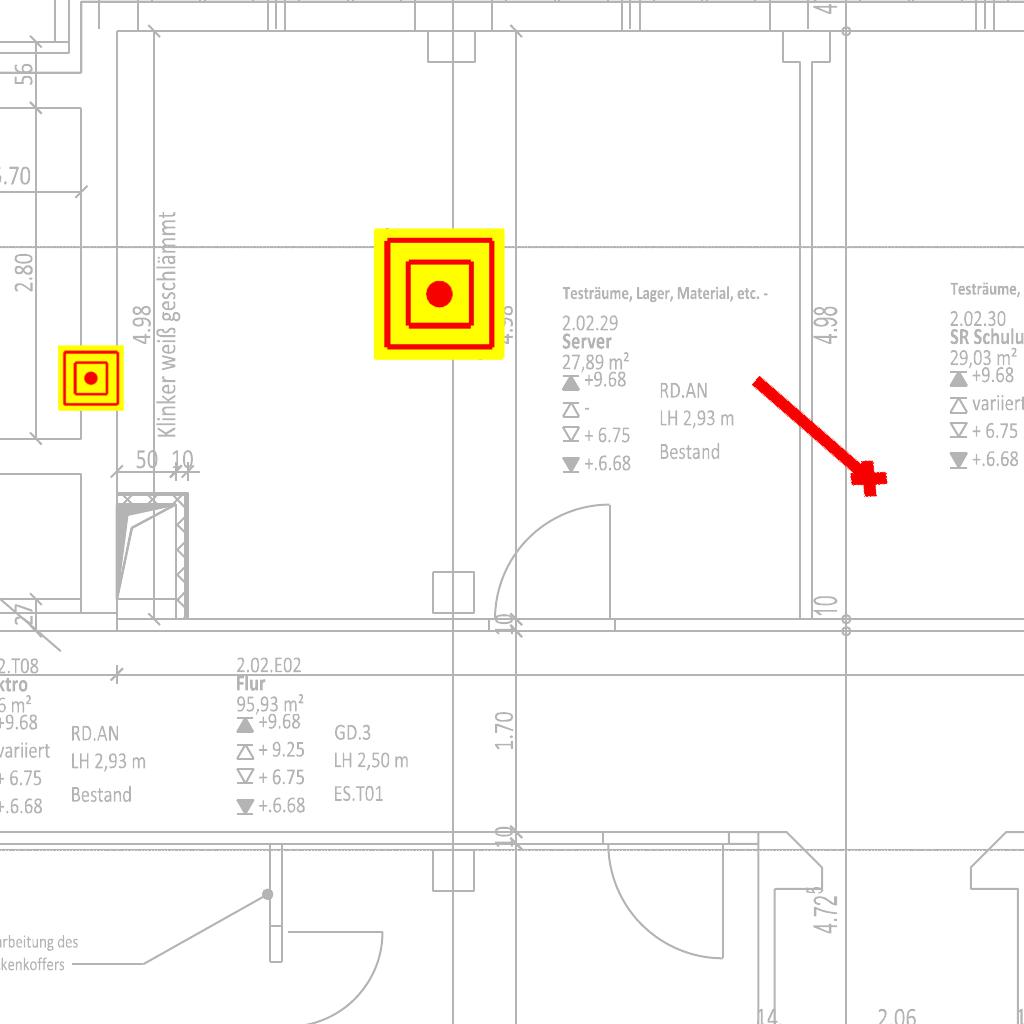 4
56
5.70
2.80
Klinker weiß geschlämmt
4.98
4.98
4.98
Testräume, Lager, Material, etc. -
2.02.29
Server
27,89 m²
+9.68
-
+ 6.75
+.6.68
RD.AN
LH 2,93 m
Bestand
Testräume,
2.02.30
SR Schulu
29,03 m²
+9.68
variiert
+ 6.75
+.6.68
50 10
27
10
10
2.T08
ktro
6 m²
+9.68
variiert
+ 6.75
+.6.68
RD.AN
LH 2,93 m
Bestand
2.02.E02
Flur
95,93 m²
+9.68
+ 9.25
+ 6.75
+.6.68
GD.3
LH 2,50 m
ES.T01
1.70
10
4.72⁵
rbeitung des
kenkoffers
14
2.06
1